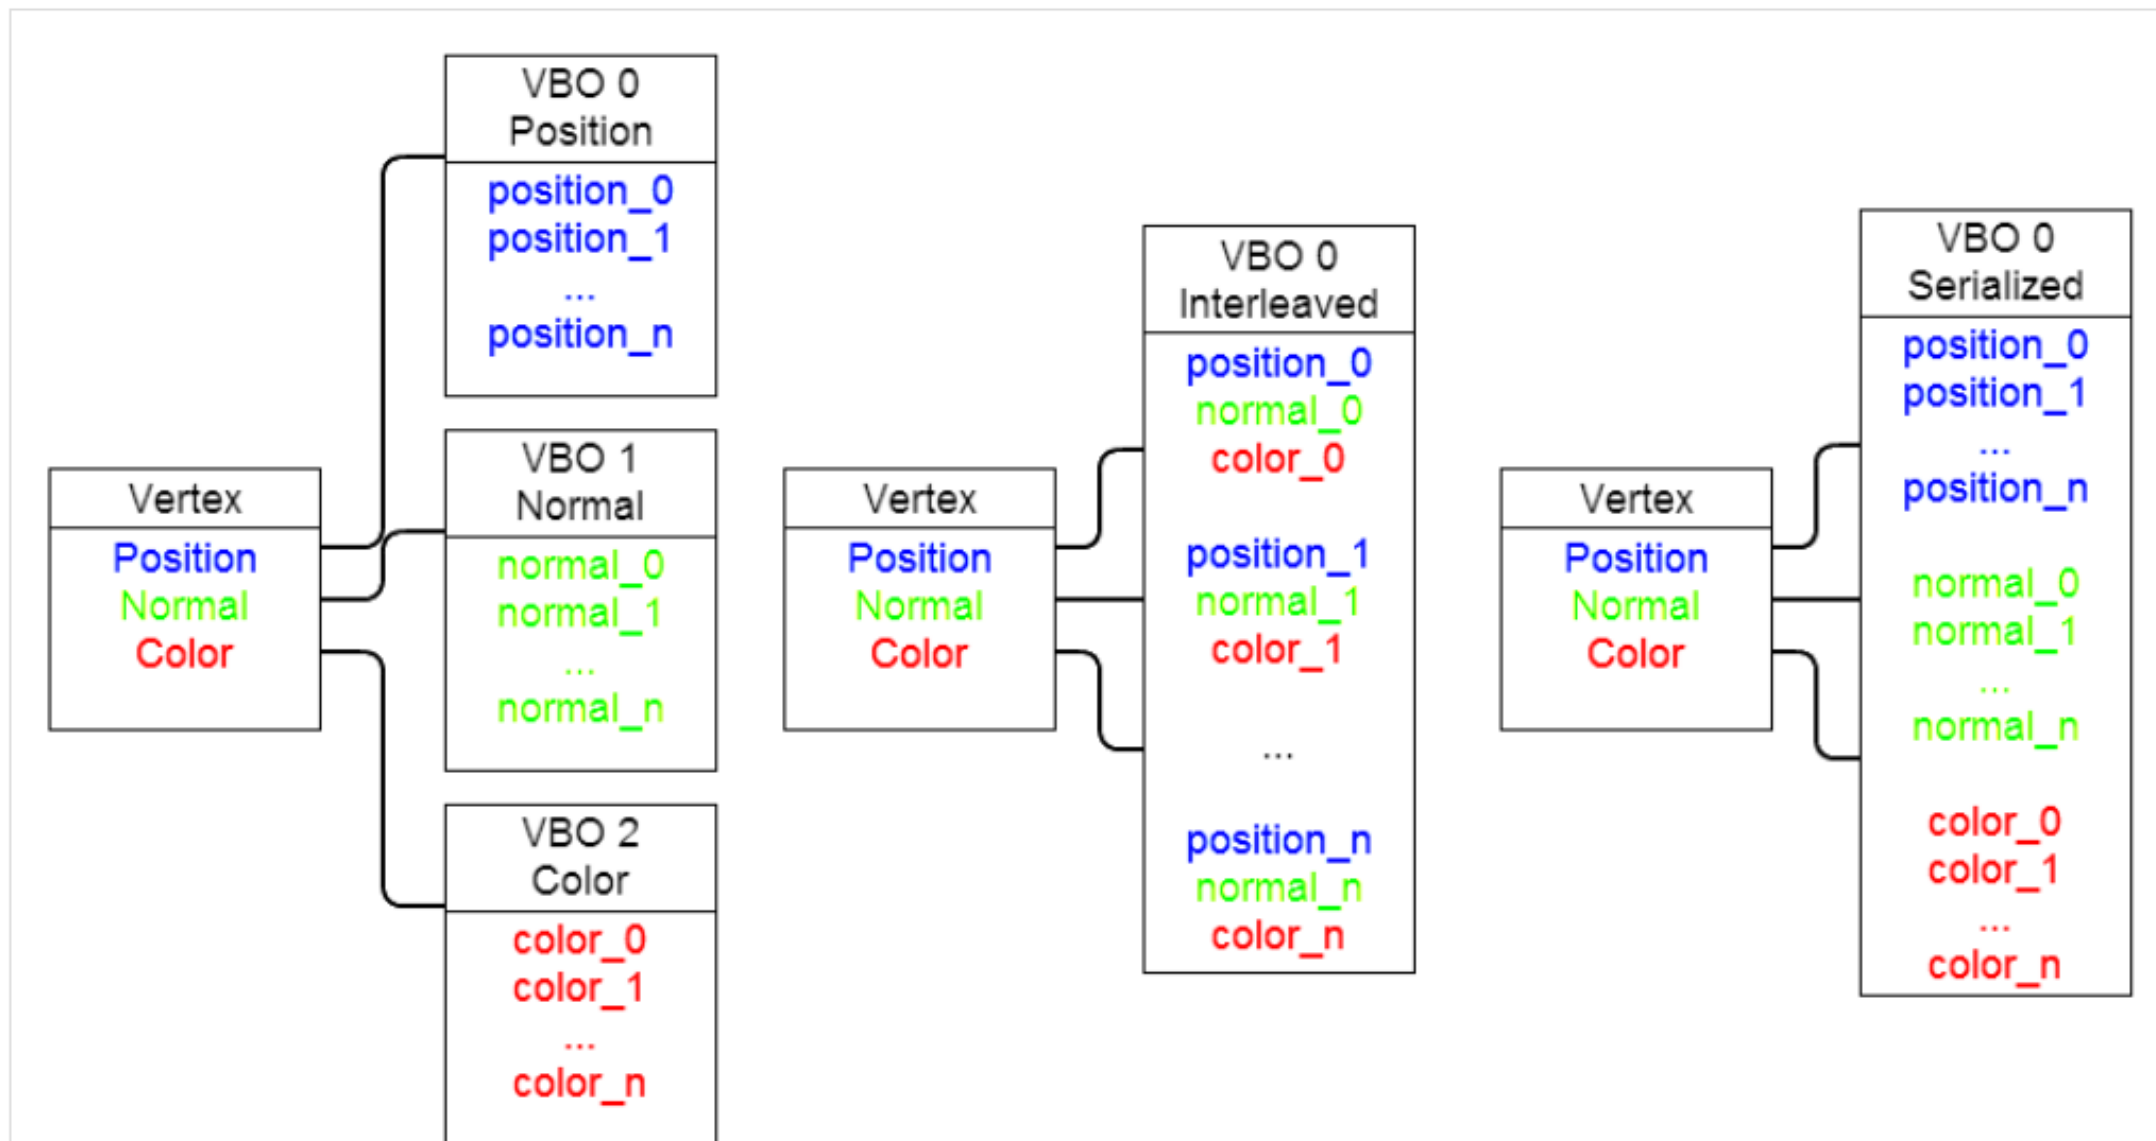 Vertex
Position
Normal
Color
VBO 0
Position
position_0
position_1
...
position_n
VBO 1
Normal
normal_0
normal_1
...
normal_n
VBO 2
Color
color_0
color_1
...
color_n
Vertex
Position
Normal
Color
VBO 0
Interleaved
position_0
normal_0
color_0
position_1
normal_1
color_1
...
position_n
normal_n
color_n
Vertex
Position
Normal
Color
VBO 0
Serialized
position_0
position_1
...
position_n
normal_0
normal_1
...
normal_n
color_0
color_1
...
color_n